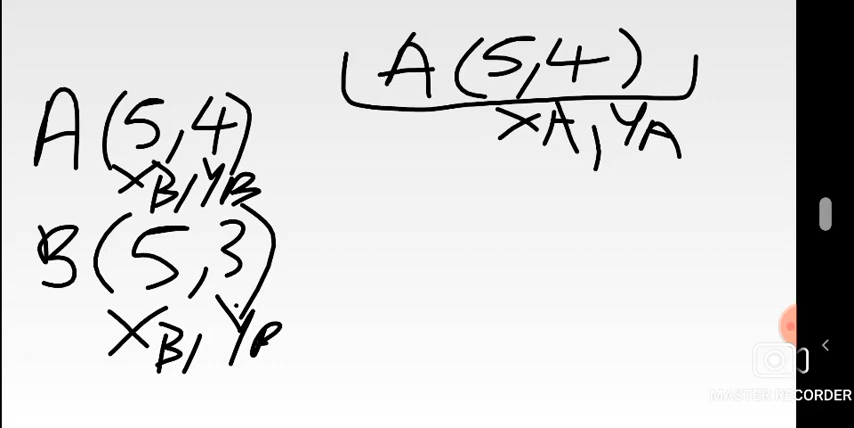 A (5,4)
XA, YA
A (5,4)
XB, YB
B (5,3)
XB, YB
MASTER RECORDER